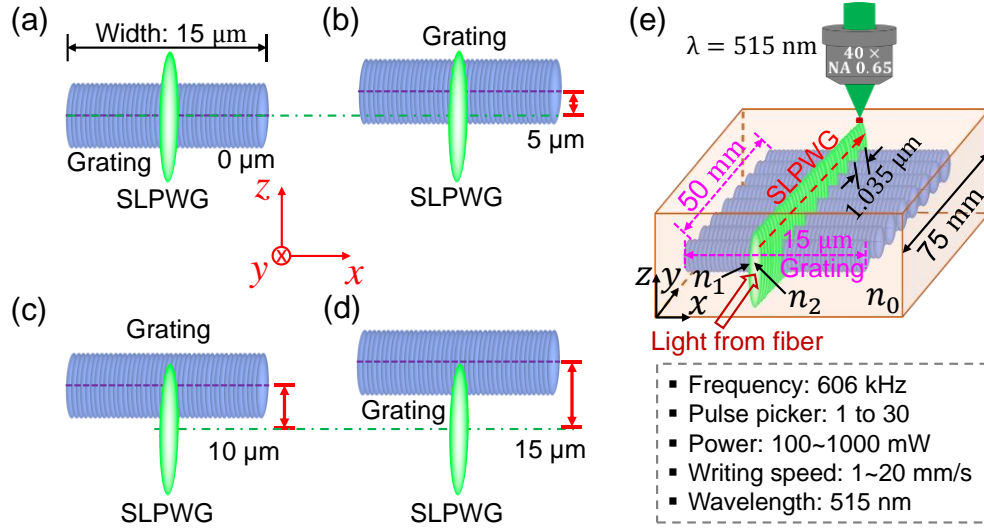 (a)
Width: 15 μm
Grating
0 μm
SLPWG
(b)
Grating
5 μm
SLPWG
z
y
x
(c)
Grating
10 μm
SLPWG
(d)
Grating
15 μm
SLPWG
(e)
λ = 515 nm
40 ×
NA 0.65
50 mm
SLPWG
1.035 μm
75 mm
15 μm
Grating
n1
n2
n0
z
y
x
Light from fiber
▪ Frequency: 606 kHz
▪ Pulse picker: 1 to 30
▪ Power: 100~1000 mW
▪ Writing speed: 1~20 mm/s
▪ Wavelength: 515 nm